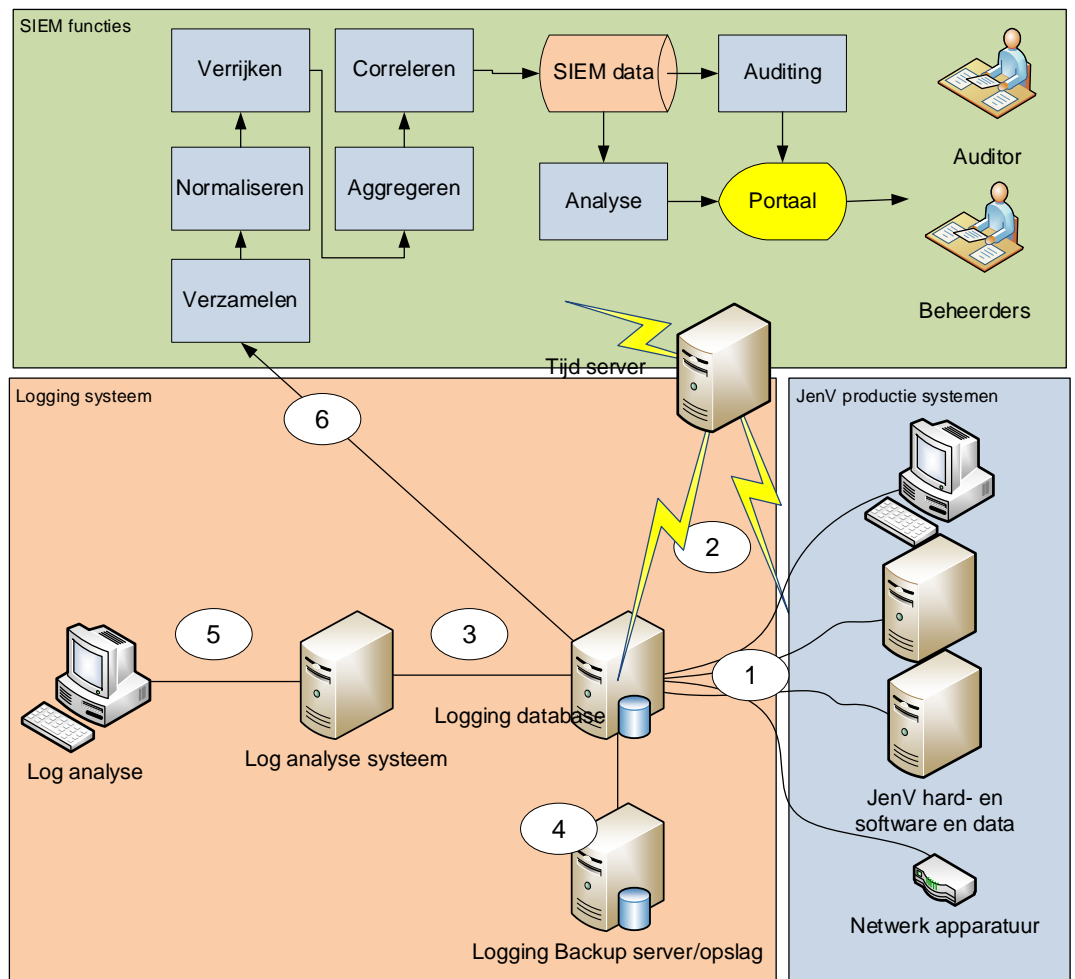 SIEM functies
Verrijken
Correleren
SIEM data
Auditing
Auditor
Normaliseren
Aggregeren
Analyse
Portaal
Verzamelen
Beheerders
Tijd server
Logging systeem
JenV productie systemen
6
2
5
3
1
Logging database
Log analyse
Log analyse systeem
JenV hard- en
software en data
4
Netwerk apparatuur
Logging Backup server/opslag